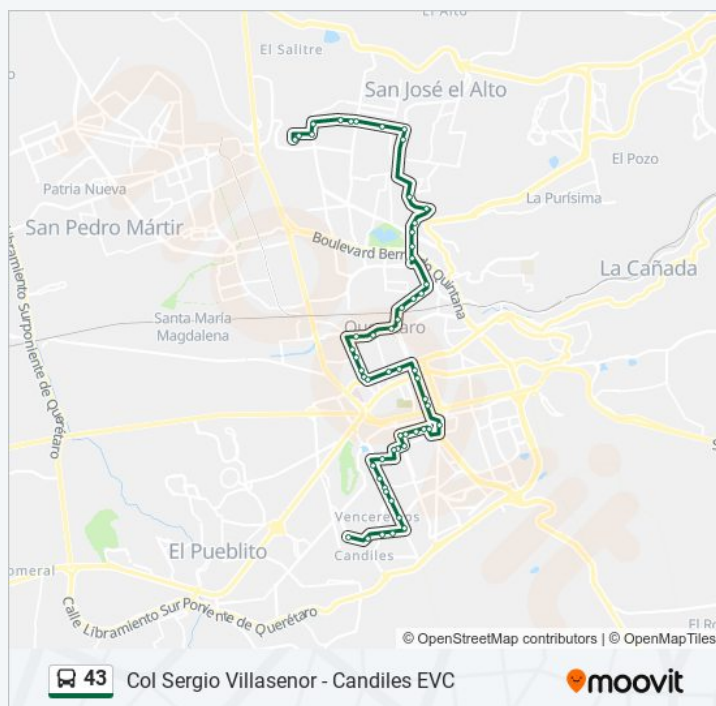 El Alto
El Salitre
San José el Alto
El Pozo
Patria Nueva
La Purísima
San Pedro Mártir
Boulevard Bernardo Quintana
La Cañada
Libramiento Surponiente de Querétaro
Santa María
Magdalena
Querétaro
Venceremos
El Pueblito
Candiles
Calle Libramiento Sur Poniente de Querétaro
© OpenStreetMap contributors | © OpenMapTiles
43 Col Sergio Villasenor - Candiles EVC
moovit